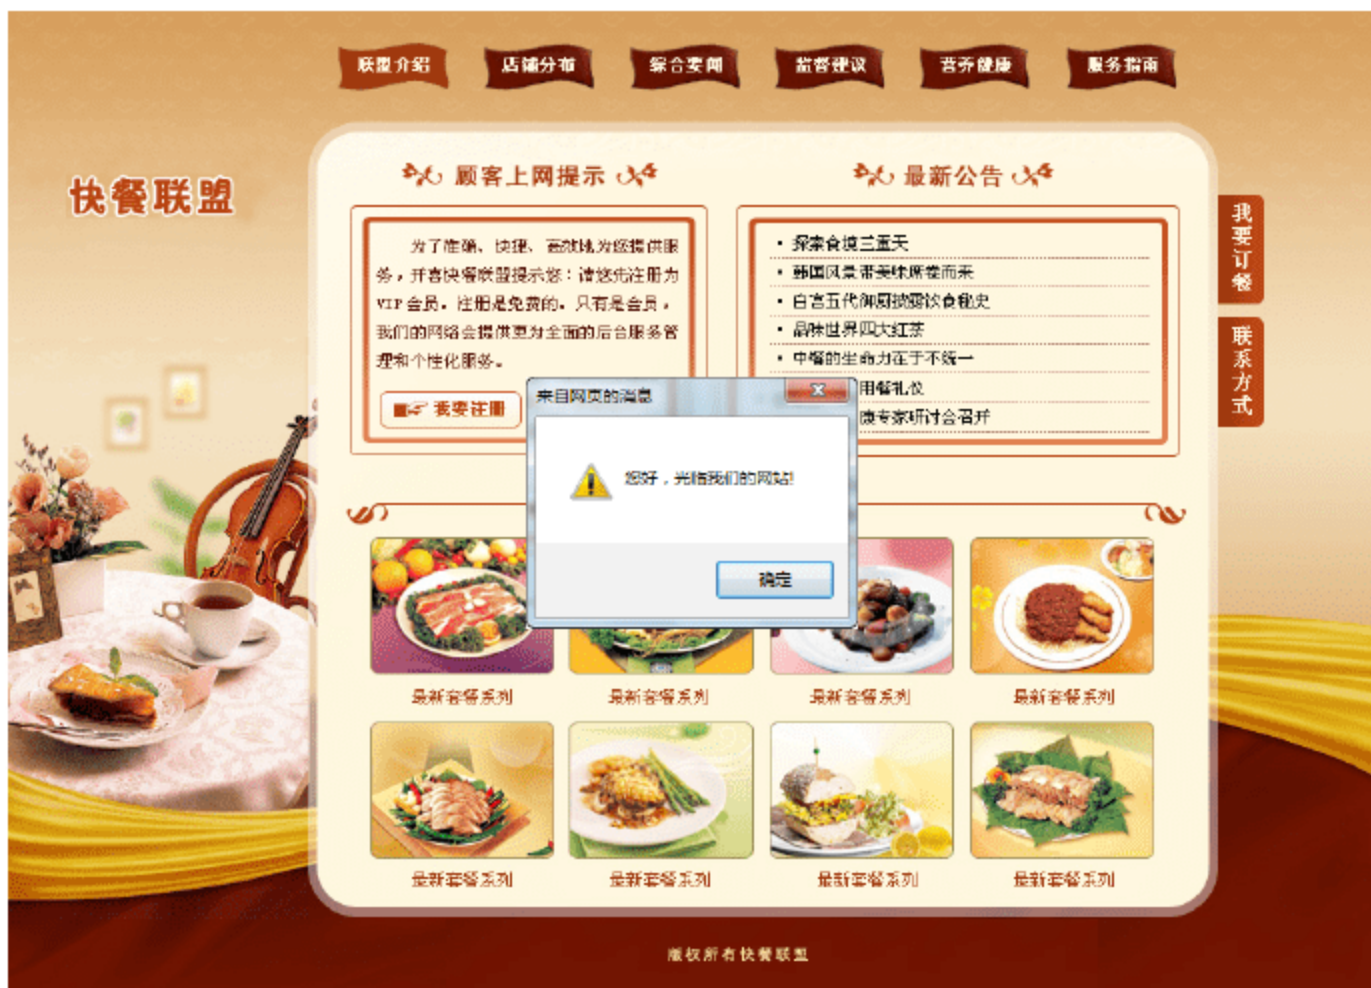 联盟介绍
店铺分布
综合要闻
监督建议
营养健康
服务指南
快餐联盟
顾客上网提示
为了准确、快捷、高效地为您提供服
务，开喜快餐联盟提示您：请您先注册为
VIP会员。注册是免费的。只有是会员，
我们的网络会提供更为全面的后台服务管
理和个性化服务。
我要注册
最新公告
· 探索食境三重天
· 韩国风景带美味席卷而来
· 白宫五代御厨披露饮食秘史
· 品味世界四大红茶
· 中餐的生命力在于不统一
用餐礼仪
康专家研讨会召开
我要订餐
联系方式
来自网页的消息
您好，光临我们的网站!
确定
最新套餐系列
最新套餐系列
最新套餐系列
最新套餐系列
最新套餐系列
最新套餐系列
最新套餐系列
最新套餐系列
版权所有快餐联盟